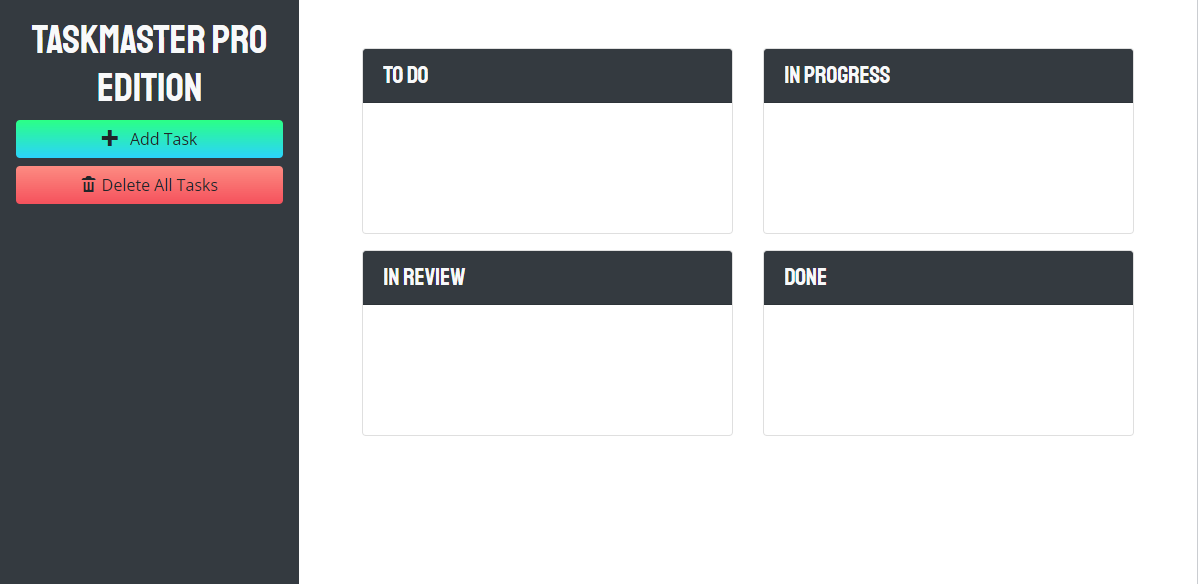 TASKMASTER PRO
EDITION
Add Task
Delete All Tasks
TO DO
IN PROGRESS
IN REVIEW
DONE